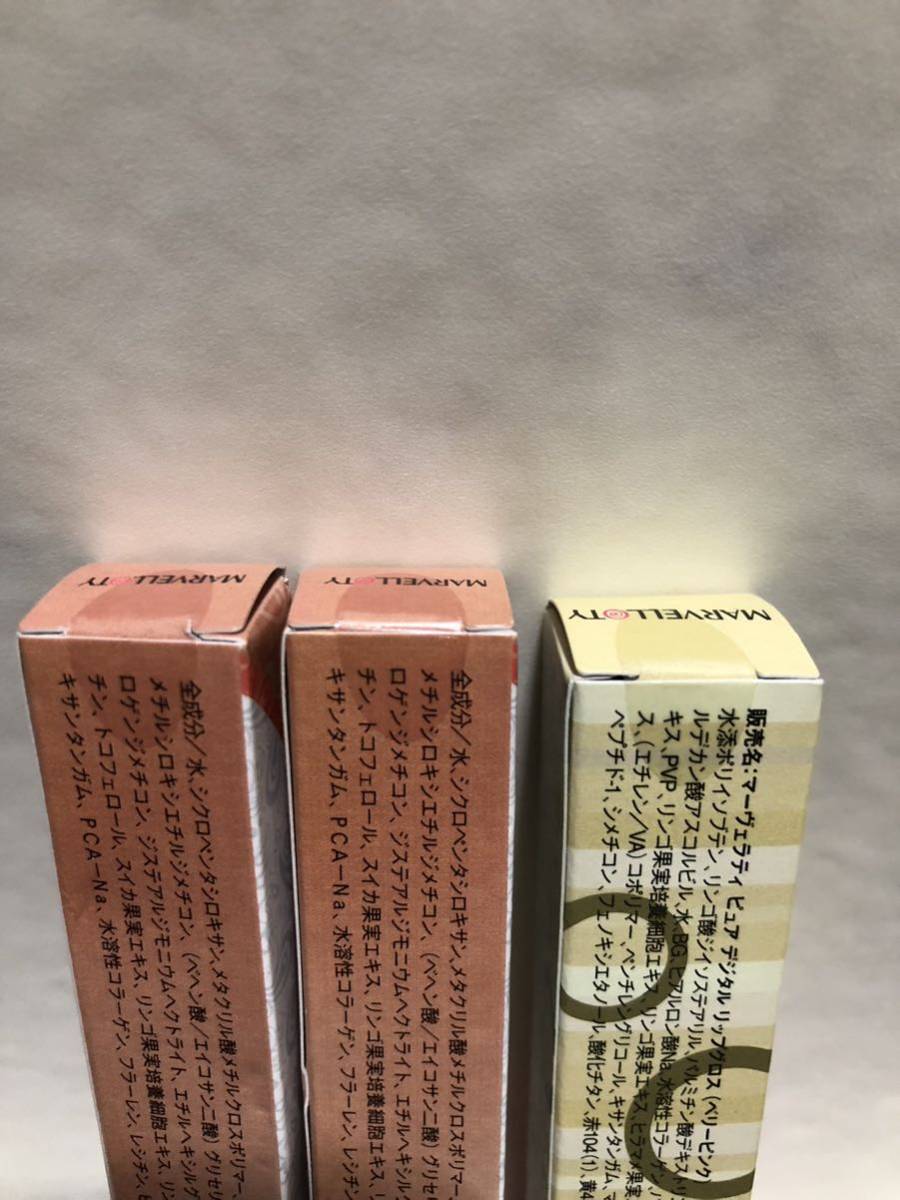 MARVELL@TY
全成分/水、シクロペンタシロキサン、メタクリル酸メチルクロスポリマー、
メチルシロキシエチルジメチコン、(ベヘン酸/エイコサン二酸)グリセリ
ロゲンジメチコン、ジステアルジモニウムヘクトライト、エチルヘキシルグ
チン、トコフェロール、スイカ果実エキス、リンゴ果実培養細胞エキス、リン
キサンタンガム、PCA-Na、水溶性コラーゲン、フラーレン、レシチン、ヒ
MARVELL@TY
全成分/水、シクロペンタシロキサン、メタクリル酸メチルクロスポリマー、
メチルシロキシエチルジメチコン、(ベヘン酸/エイコサン二酸)グリセリ
ロゲンジメチコン、ジステアルジモニウムヘクトライト、エチルヘキシルグ
チン、トコフェロール、スイカ果実エキス、リンゴ果実培養細胞エキス、
キサンタンガム、PCA-Na、水溶性コラーゲン、フラーレン、レシチン
MARVELL@TY
販売名:マーヴェラティ ピュア デジタル リップグロス (ベリーピンク)
水添ポリイソブテン、リンゴ酸ジイソステアリル、パルミチン酸デキストリ
ルデカン酸アスコルビル、水、BG、ヒアルロン酸Na、水溶性コラーゲン、
キス、PVP、リンゴ果実培養細胞エキス、リンゴ果実エキス、ヒラマメ果実
ス、(エチレン/VA)コポリマー、ペンチレングリコール、キサンタンガム、
ペプチド-1、シメチコン、フェノキシエタノール、酸化チタン、赤104(1)、黄4